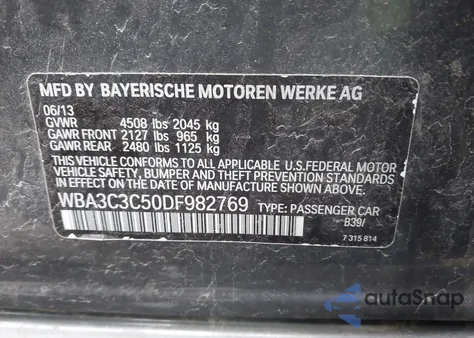 MFD BY BAYERISCHE MOTOREN WERKE AG
06/13
GVWR 4508 lbs 2045 kg
GAWR FRONT 2127 lbs 965 kg
GAWR REAR 2480 lbs 1125 kg
THIS VEHICLE CONFORMS TO ALL APPLICABLE U.S.FEDERAL MOTOR
VEHICLE SAFETY, BUMPER AND THEFT PREVENTION STANDARDS
IN EFFECT ON THE DATE OF MANUFACTURE SHOWN ABOVE.
WBA3C3C50DF982769 TYPE: PASSENGER CAR
B39/
7 315 814
autoSnap